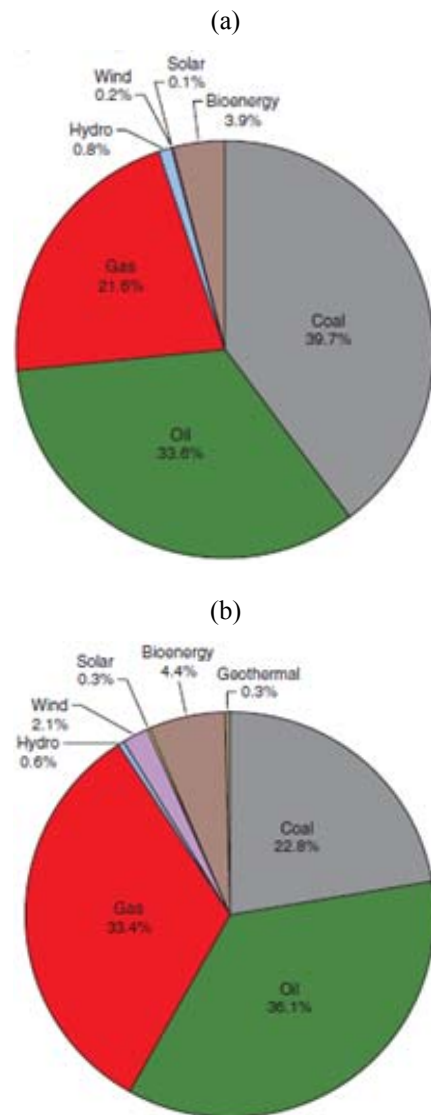 (a)
Solar
0.1%
Wind
0.2%
Bioenergy
3.9%
Hydro
0.8%
Gas
21.6%
Coal
39.7%
Oil
33.6%
(b)
Bioenergy
4.4%
Geothermal
0.3%
Solar
0.3%
Wind
2.1%
Hydro
0.6%
Coal
22.8%
Gas
33.4%
Oil
36.1%